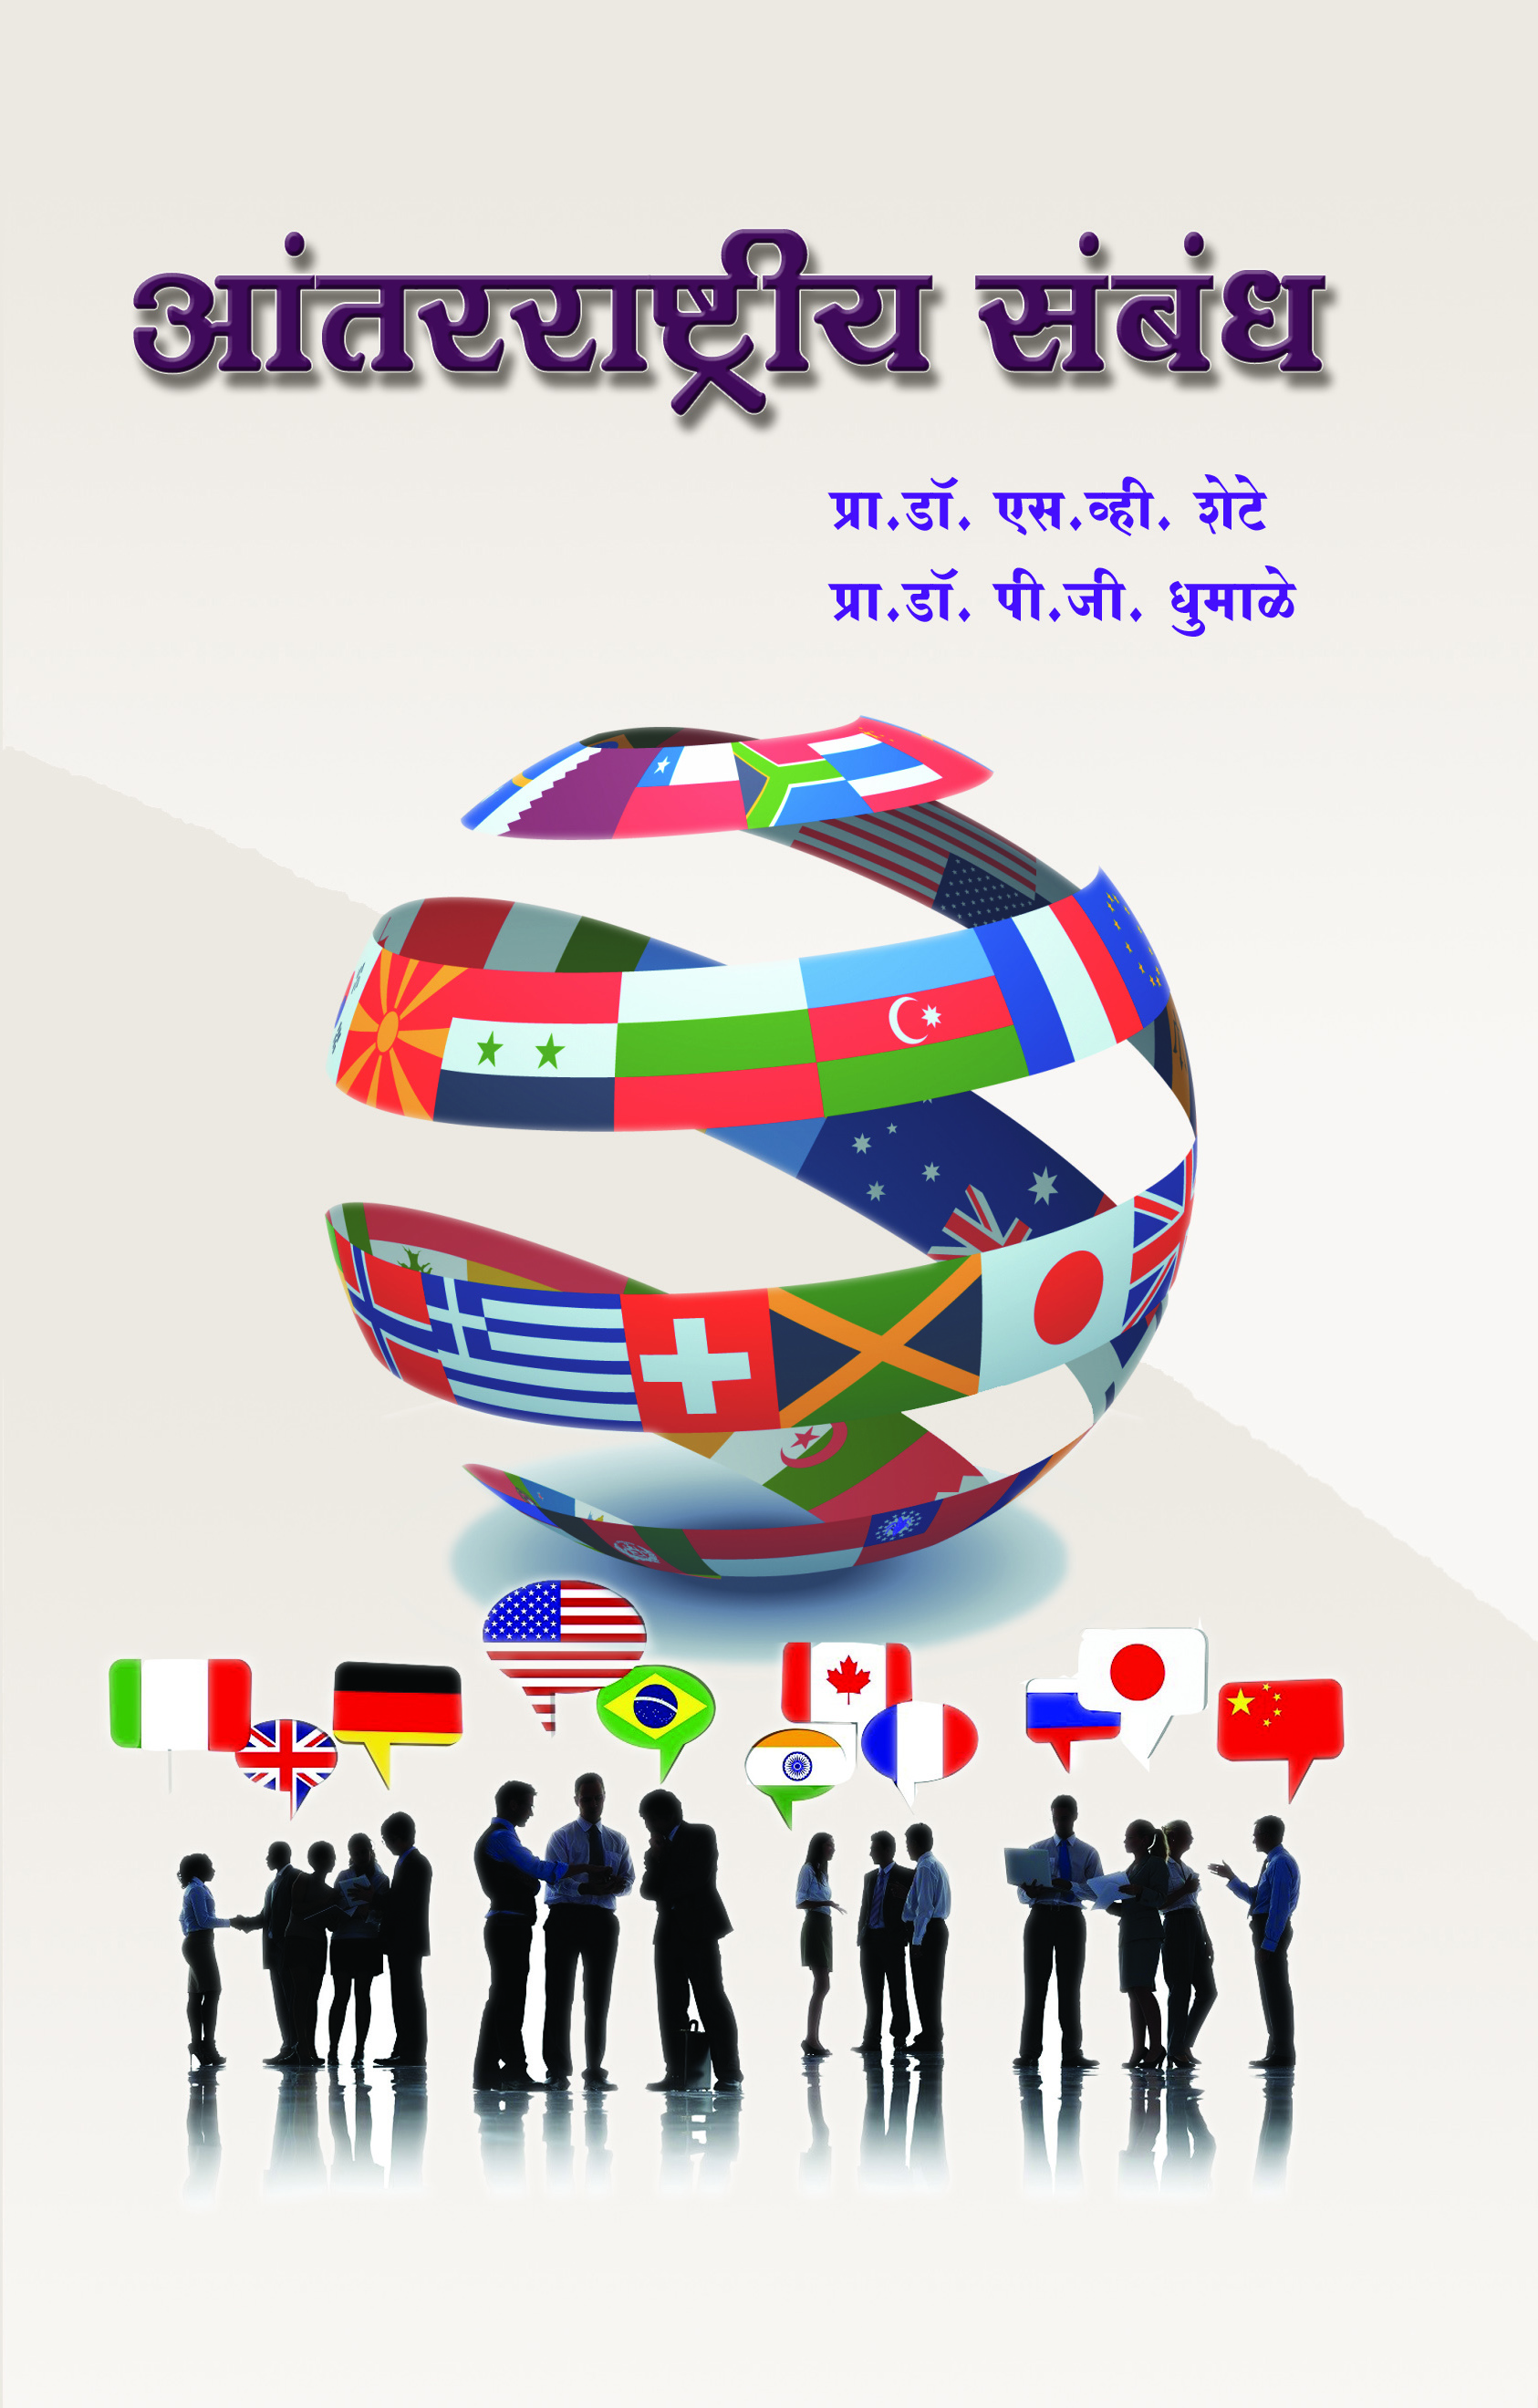 आंतरराष्ट्रीय संबंध
प्रा.डॉ. एस.व्ही. शेटे
प्रा.डॉ. पी.जी. धुमाळे